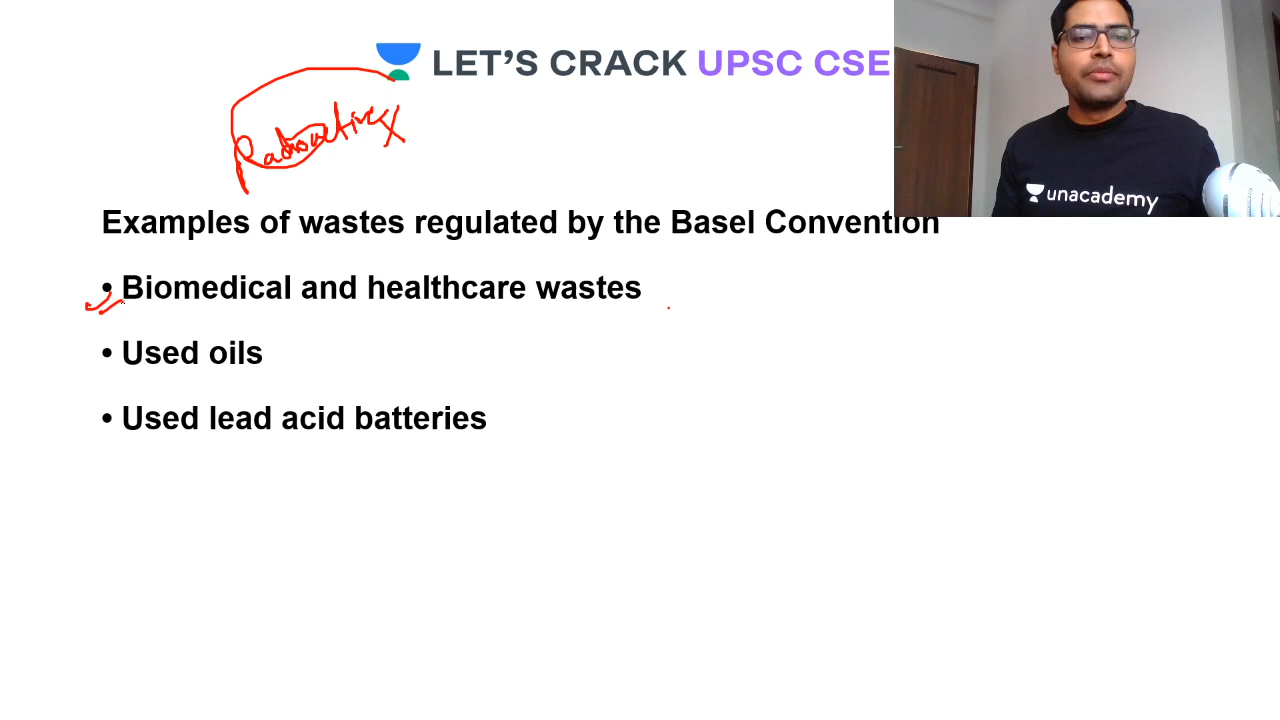 LET'S CRACK UPSC CSE
Radioactive X
unacademy
Examples of wastes regulated by the Basel Convention
• Biomedical and healthcare wastes
• Used oils
• Used lead acid batteries